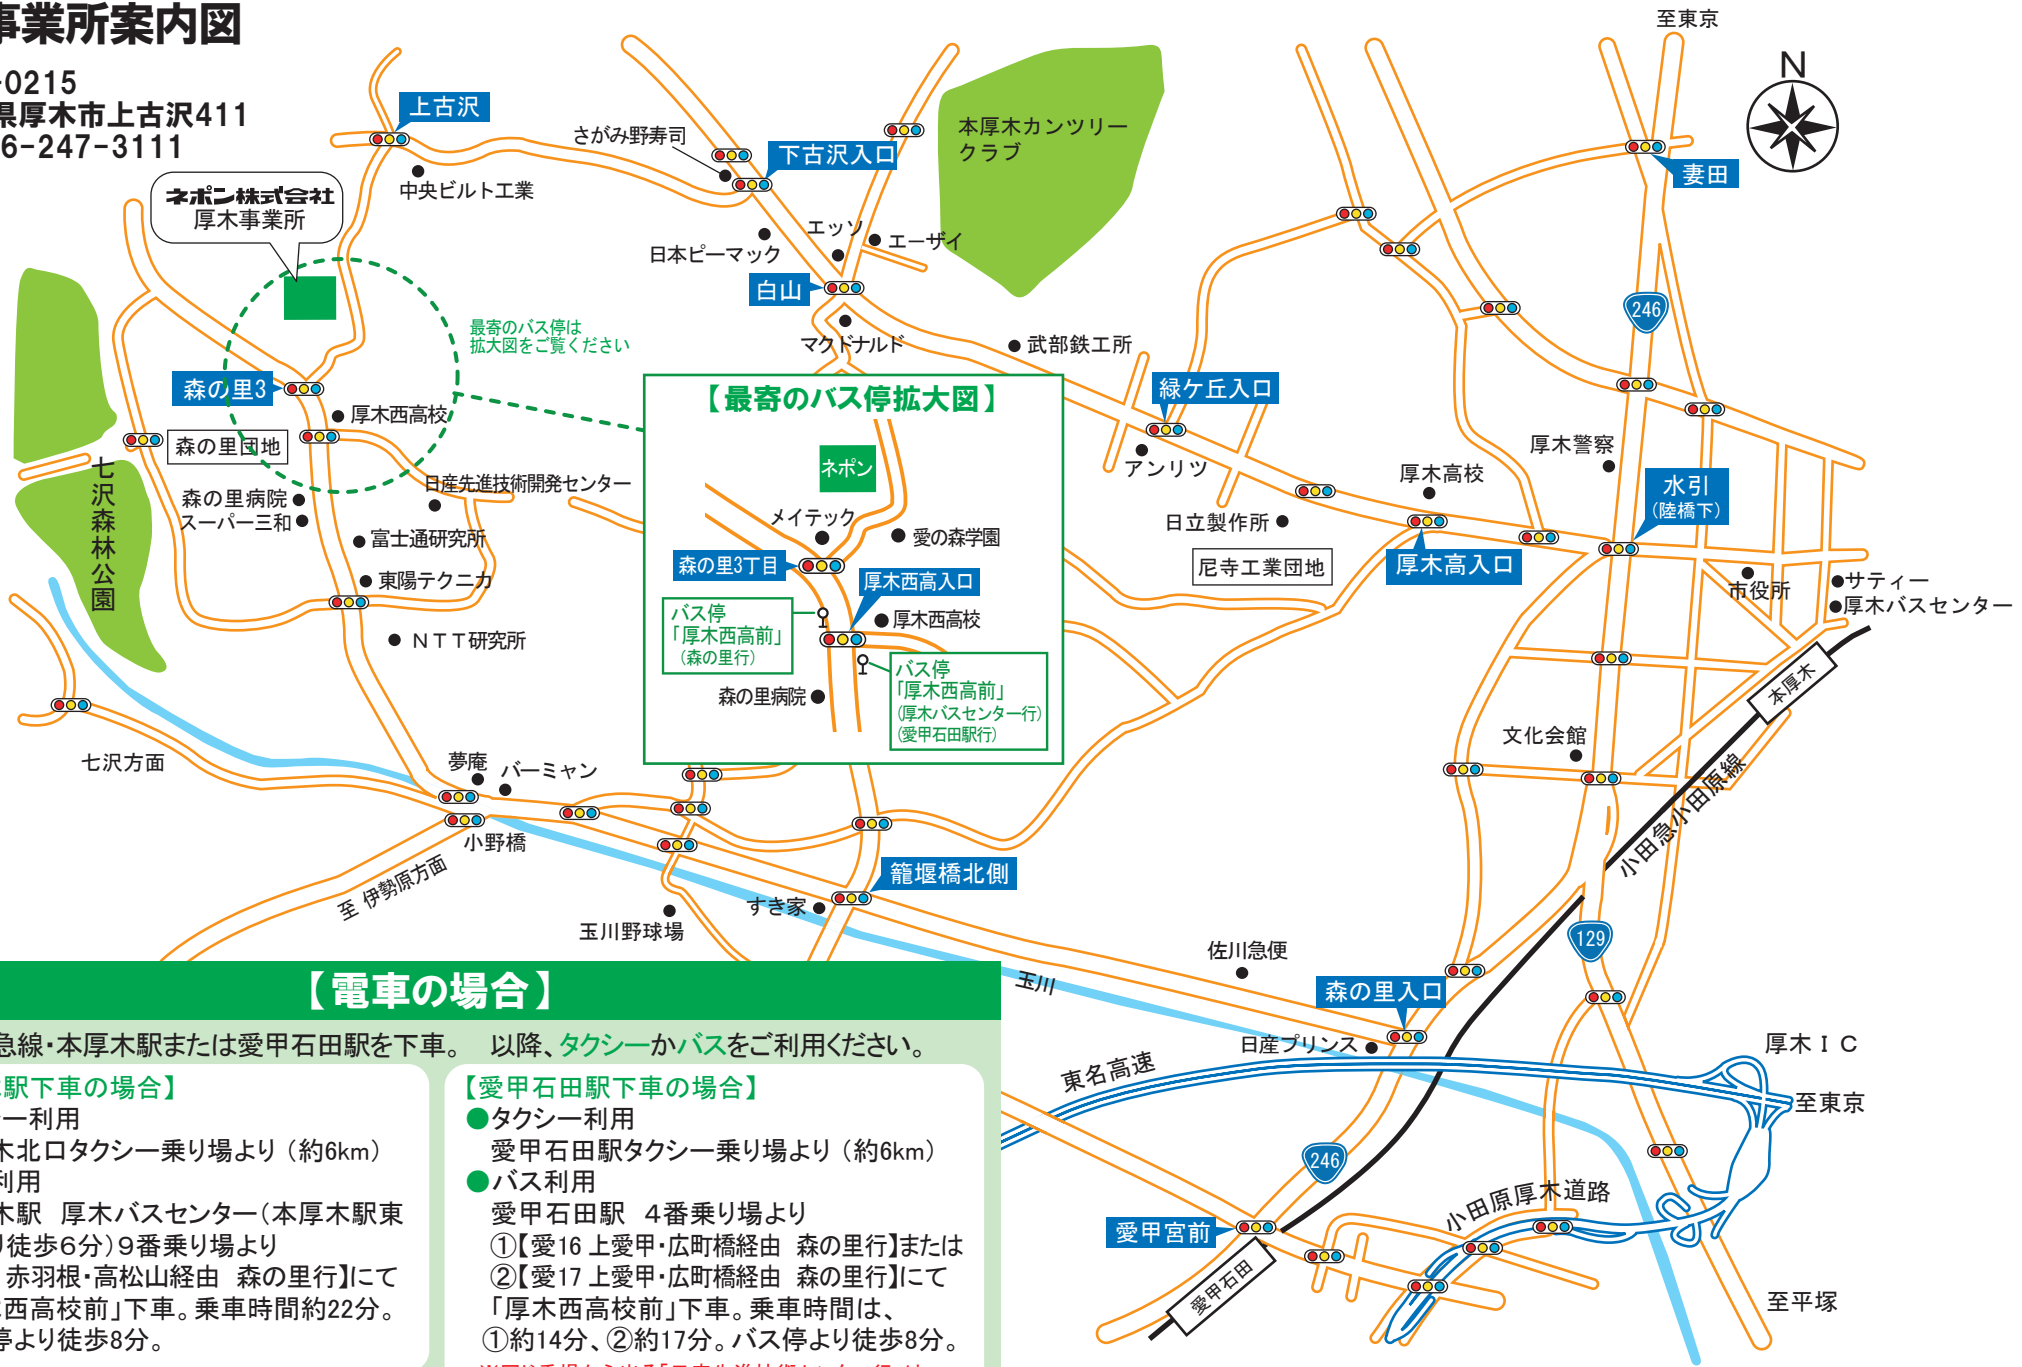 事業所案内図
-0215
県厚木市上古沢411
6-247-3111
至東京
N
上古沢
さがみ野寿司
下古沢入口
本厚木カンツリー
クラブ
妻田
中央ビルト工業
ネポン株式会社
厚木事業所
日本ピーマック
エッソ
エーザイ
白山
246
最寄のバス停は
拡大図をご覧ください
マクドナルド
武部鉄工所
森の里3
厚木西高校
緑ケ丘入口
森の里団地
アンリツ
厚木高校
厚木警察
七沢森林公園
森の里病院
スーパー三和
日産先進技術開発センター
水引
(陸橋下)
日立製作所
富士通研究所
尼寺工業団地
厚木高入口
東陽テクニカ
市役所
サティー
厚木バスセンター
NTT研究所
【最寄のバス停拡大図】
ネポン
メイテック
愛の森学園
森の里3丁目
厚木西高入口
バス停
「厚木西高前」
(森の里行)
厚木西高校
バス停
「厚木西高前」
(厚木バスセンター行)
(愛甲石田駅行)
森の里病院
本厚木
文化会館
小田急小田原線
七沢方面
夢庵
バーミャン
小野橋
至 伊勢原方面
籠堰橋北側
すき家
玉川野球場
129
佐川急便
玉川
森の里入口
日産プリンス
東名高速
厚木IC
至東京
246
小田原厚木道路
愛甲宮前
愛甲石田
至平塚
【電車の場合】
急線・本厚木駅または愛甲石田駅を下車。 以降、タクシーかバスをご利用ください。
駅下車の場合】
ー利用
木北口タクシー乗り場より(約6km)
利用
木駅 厚木バスセンター(本厚木駅東
り徒歩6分)9番乗り場より
赤羽根・高松山経由 森の里行】にて
西高校前」下車。乗車時間約22分。
停より徒歩8分。
【愛甲石田駅下車の場合】
●タクシー利用
愛甲石田駅タクシー乗り場より(約6km)
●バス利用
愛甲石田駅 4番乗り場より
①【愛16 上愛甲・広町橋経由 森の里行】または
②【愛17 上愛甲・広町橋経由 森の里行】にて
「厚木西高校前」下車。乗車時間は、
①約14分、②約17分。バス停より徒歩8分。